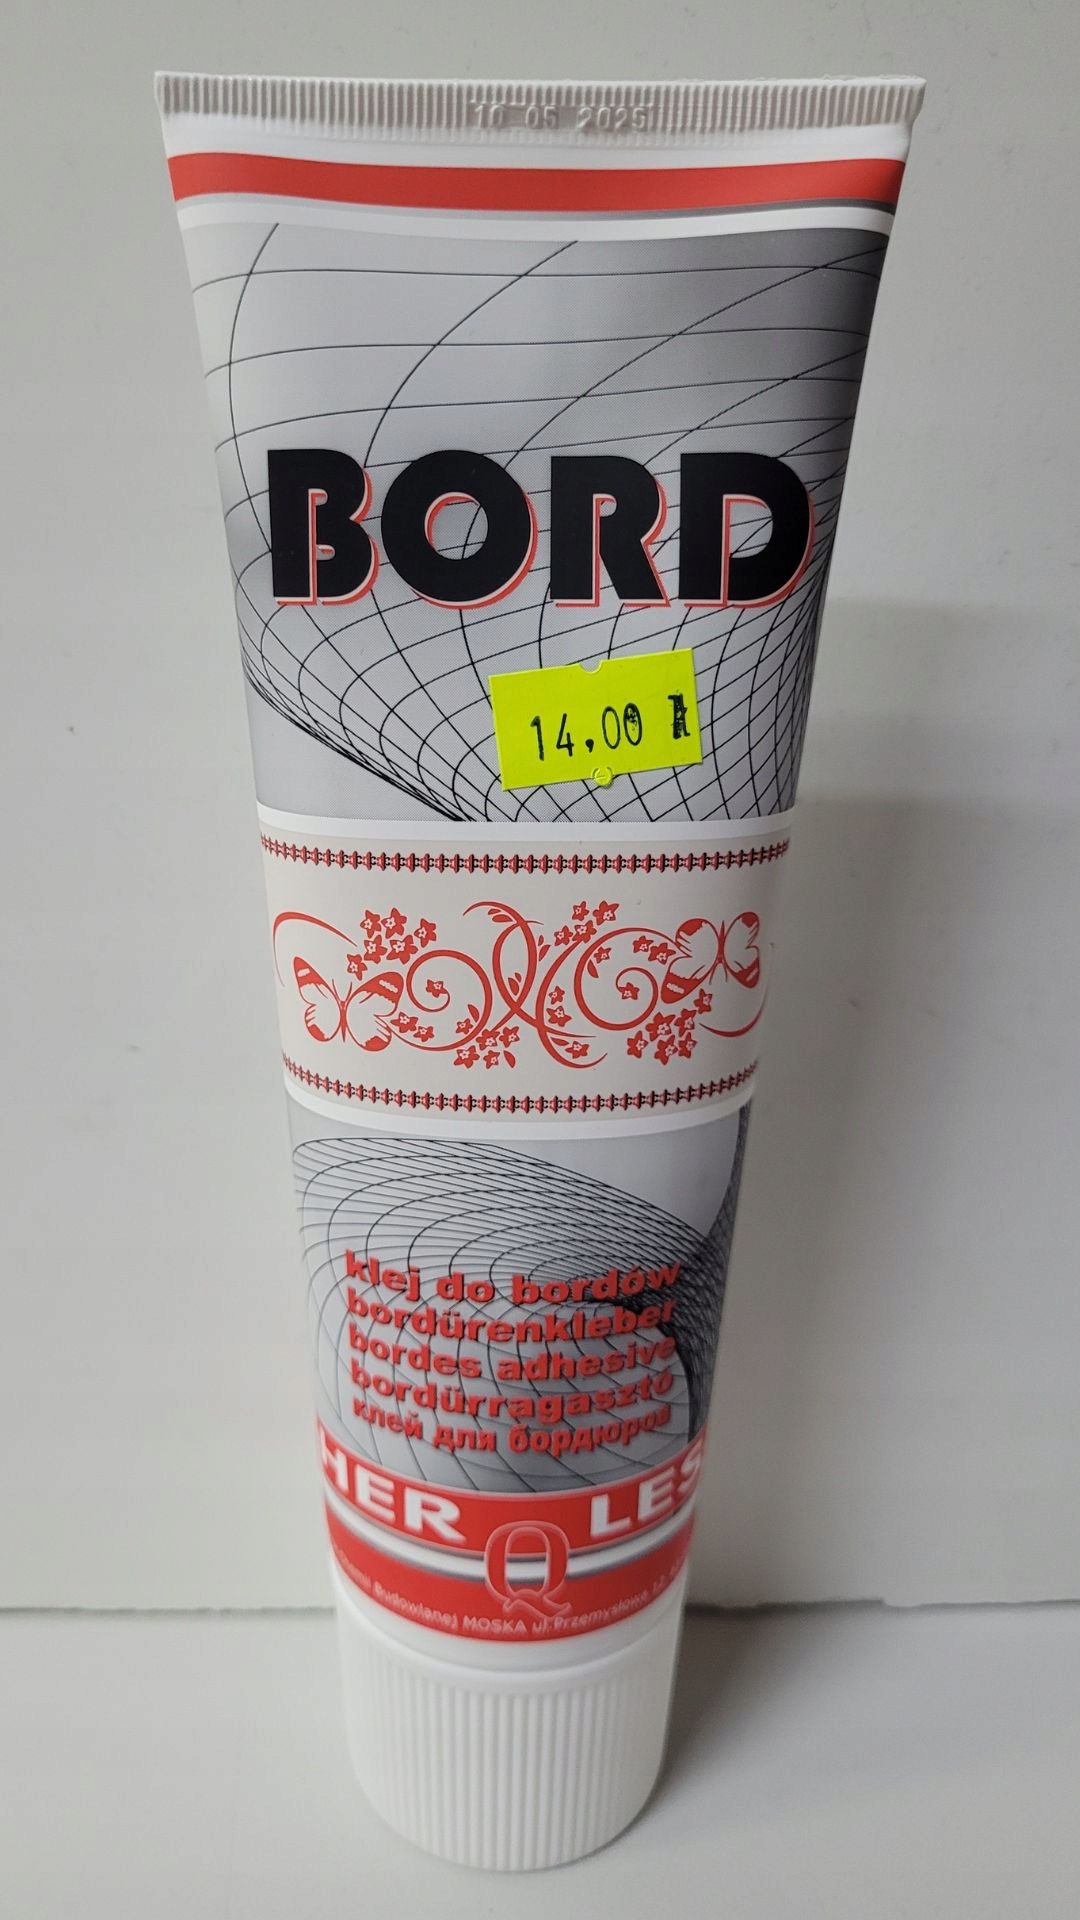 10 05 2025
BORD
14,00
klej do bordów
bordürenkleber
bordes adhesive
bordürragasztó
клей для бордюров
HER Q LES
Budowlanej MOSKA ul. Przemysłowa 12,